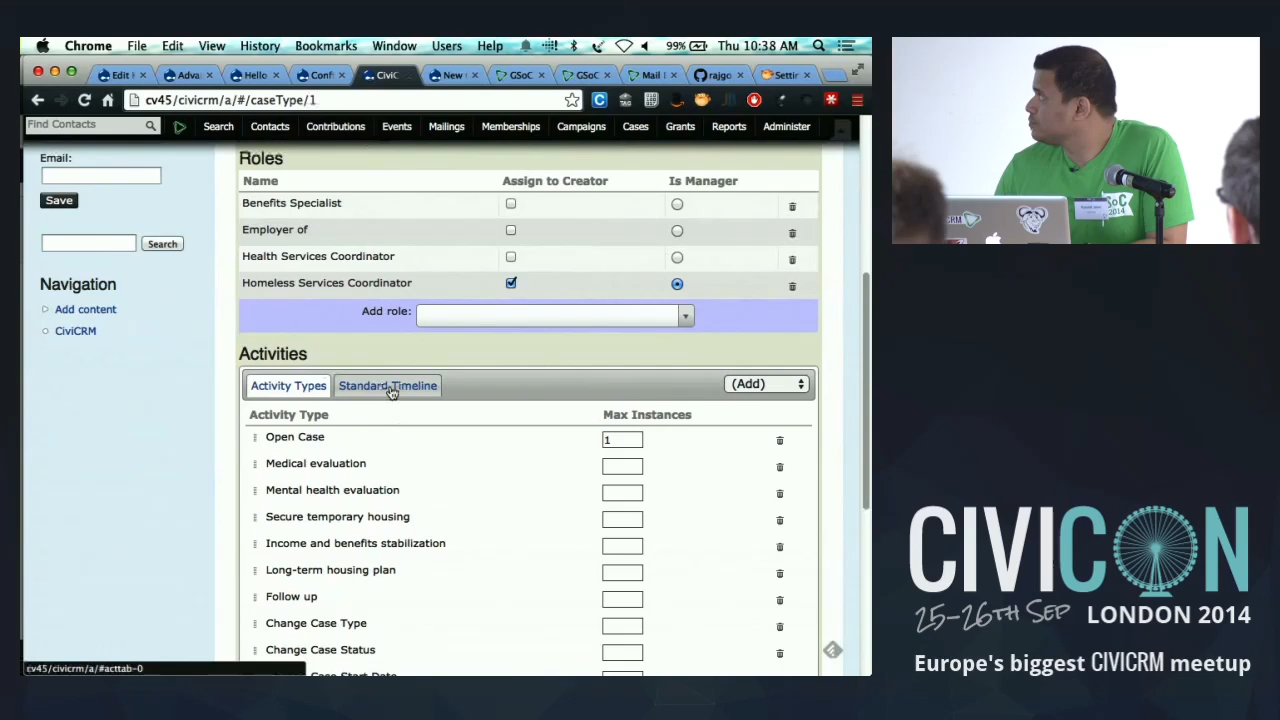 Chrome File Edit View History Bookmarks Window Users Help 99% Thu 10:38 AM
Edit Adva Hello Confi CiviC New GSoC GSoC Mail rajgo Settin
cv45/civicrm/a/#/caseType/1
Find Contacts Search Contacts Contributions Events Mailings Memberships Campaigns Cases Grants Reports Administer
Email:
Save
Search
Navigation
Add content
CiviCRM
Roles
Name Assign to Creator Is Manager
Benefits Specialist
Employer of
Health Services Coordinator
Homeless Services Coordinator
Add role:
Activities
Activity Types Standard Timeline (Add)
Activity Type Max Instances
Open Case 1
Medical evaluation
Mental health evaluation
Secure temporary housing
Income and benefits stabilization
Long-term housing plan
Follow up
Change Case Type
Change Case Status
cv45/civicrm/a/#acttab-0
SoC
2014
CIVICON
25-26TH SEP LONDON 2014
Europe's biggest CIVICRM meetup